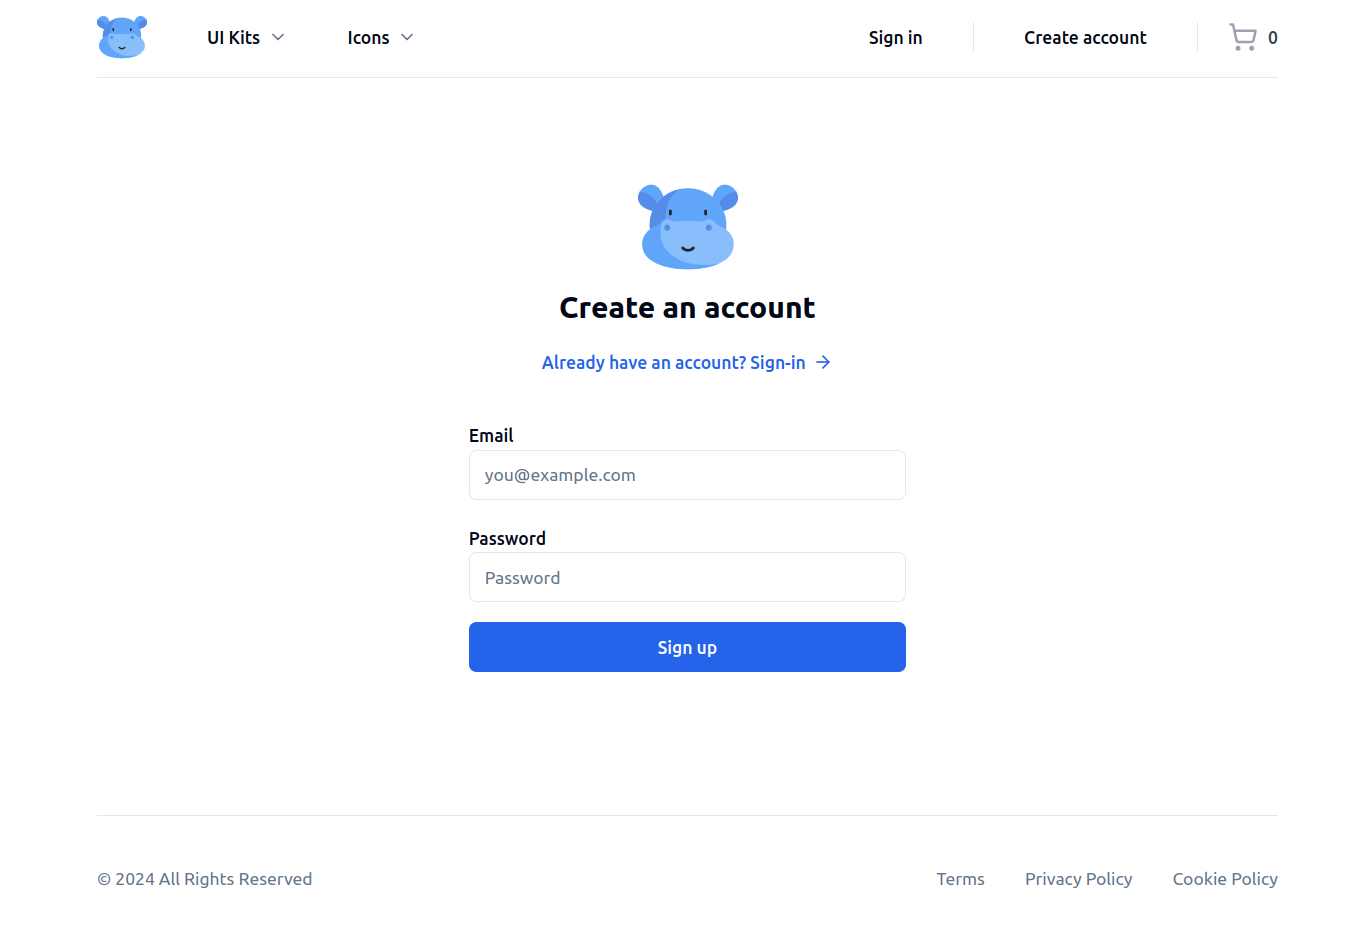 UI Kits Icons Sign in Create account 0
Create an account
Already have an account? Sign-in
Email
you@example.com
Password
Password
Sign up
© 2024 All Rights Reserved Terms Privacy Policy Cookie Policy